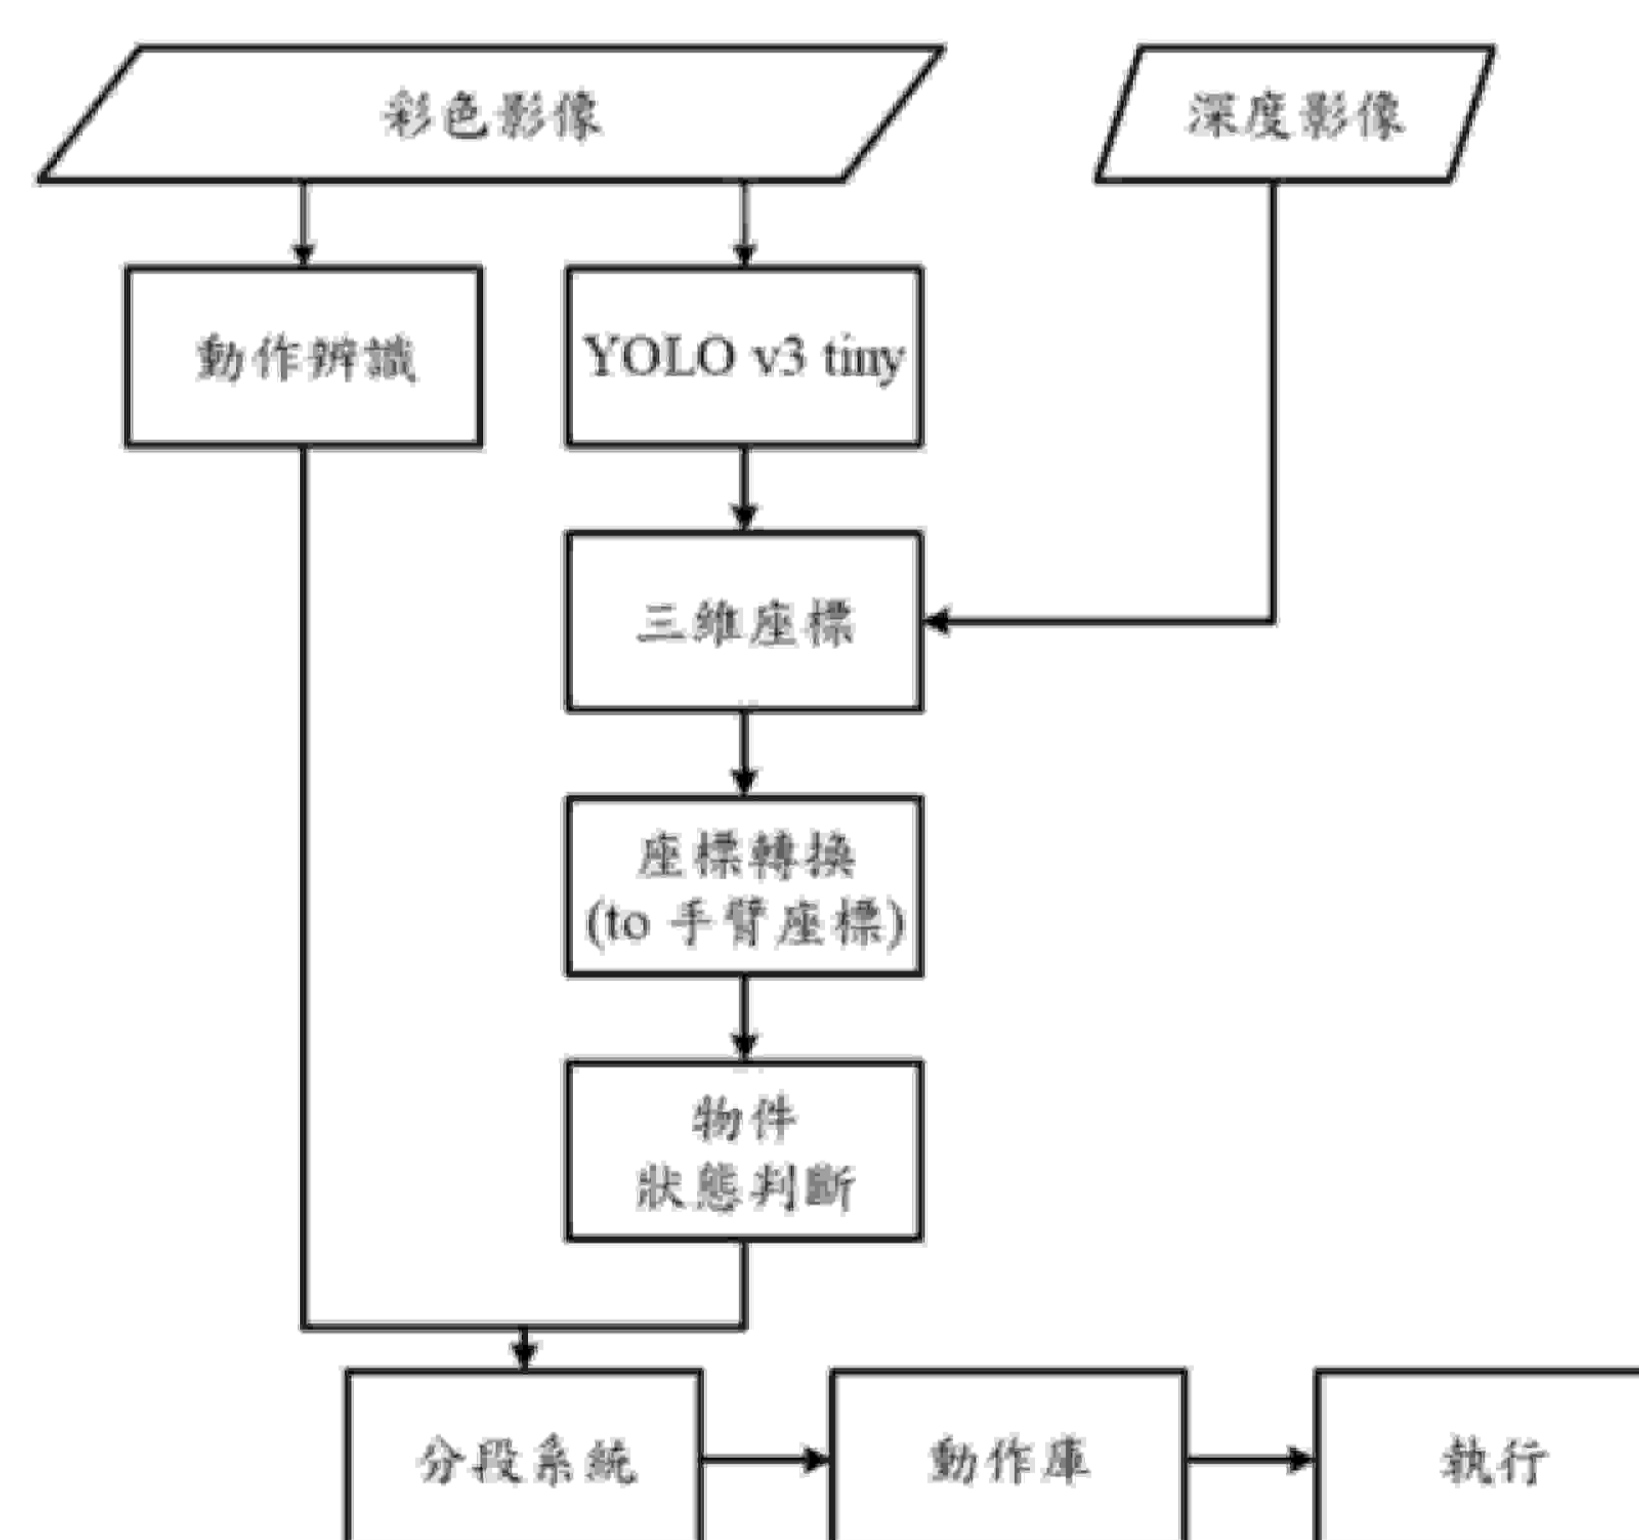 彩色影像
深度影像
動作辨識
YOLO v3 tiny
三維座標
座標轉換
(to 手臂座標)
物件
狀態判斷
分段系統
動作庫
執行